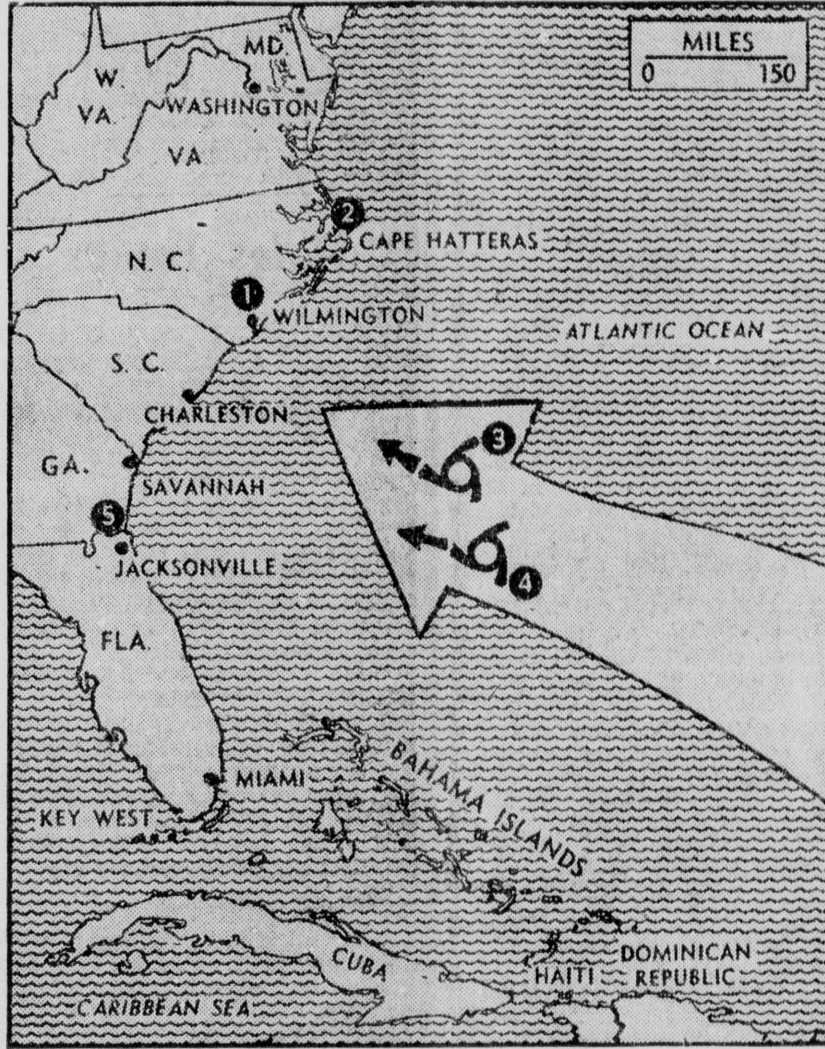 MILES
0 150
MD.
W.
VA.
WASHINGTON
VA
2
CAPE HATTERAS
N. C.
1
WILMINGTON
ATLANTIC OCEAN
S. C.
CHARLESTON
3
GA.
SAVANNAH
5
JACKSONVILLE
4
FLA.
BAHAMA ISLANDS
MIAMI
KEY WEST
CUBA
HAITI
DOMINICAN
REPUBLIC
CARIBBEAN SEA